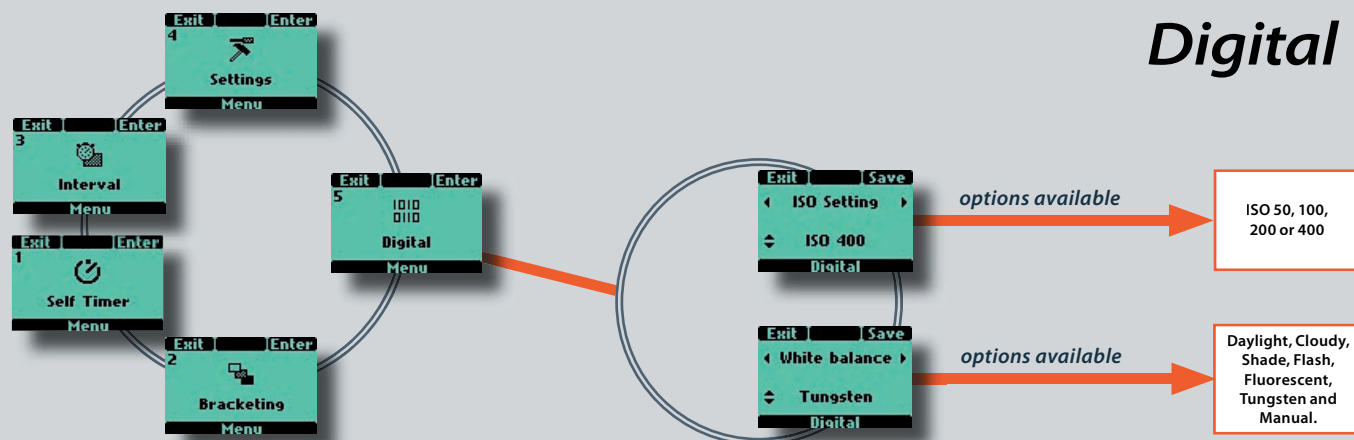 Digital
Exit Enter
4
Settings
Menu
Exit Enter
3
Interval
Menu
Exit Enter
1
Self Timer
Menu
Exit Enter
2
Bracketing
Menu
Exit Enter
5
1010
0110
Digital
Menu
Exit Save
ISO Setting
ISO 400
Digital
options available
ISO 50, 100,
200 or 400
Exit Save
White balance
Tungsten
Digital
options available
Daylight, Cloudy,
Shade, Flash,
Fluorescent,
Tungsten and
Manual.